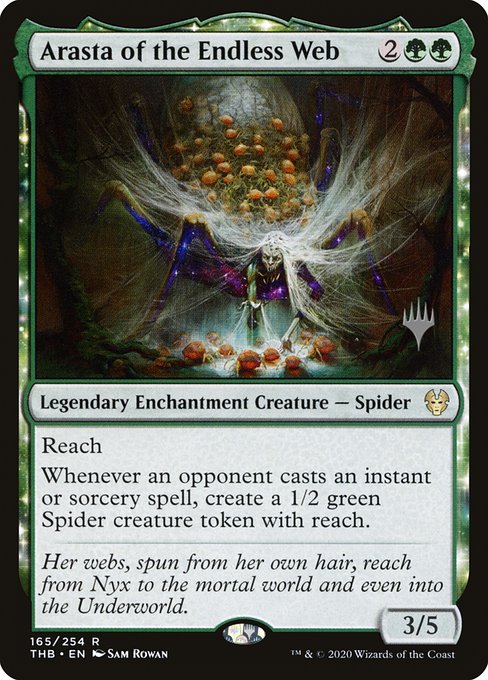 Arasta of the Endless Web 2
Legendary Enchantment Creature — Spider
Reach
Whenever an opponent casts an instant
or sorcery spell, create a 1/2 green
Spider creature token with reach.
Her webs, spun from her own hair, reach
from Nyx to the mortal world and even into
the Underworld.
3/5
165/254 R
THB • EN Sam Rowan
™ & © 2020 Wizards of the Coast